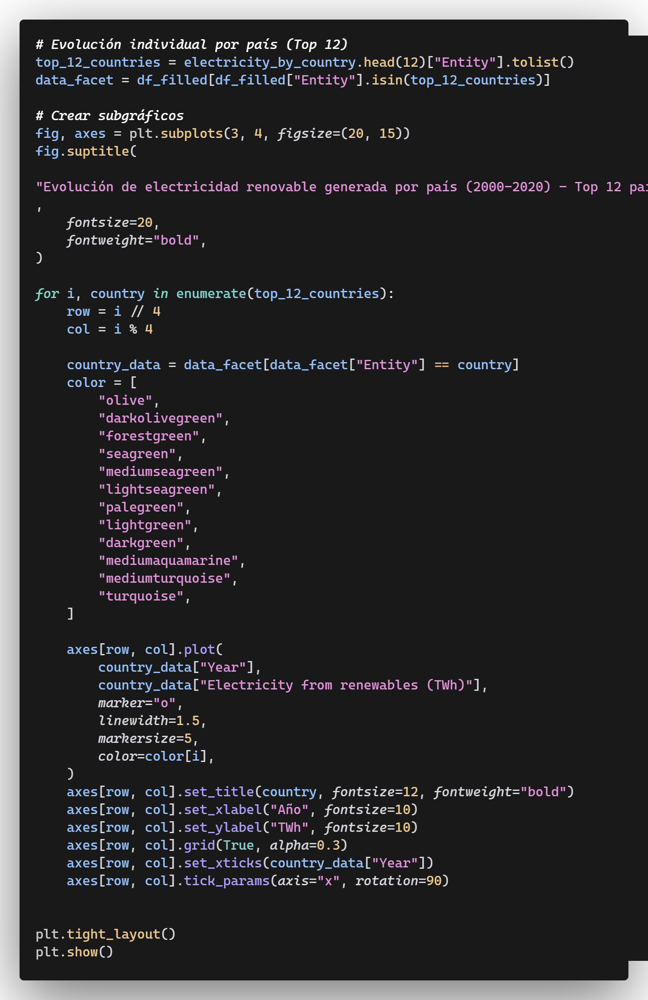 # Evolución individual por país (Top 12)
top_12_countries = electricity_by_country.head(12)["Entity"].tolist()
data_facet = df_filled[df_filled["Entity"].isin(top_12_countries)]

# Crear subgráficos
fig, axes = plt.subplots(3, 4, figsize=(20, 15))
fig.suptitle(

"Evolución de electricidad renovable generada por país (2000-2020) - Top 12
,
    fontsize=20,
    fontweight="bold",
)

for i, country in enumerate(top_12_countries):
    row = i // 4
    col = i % 4

    country_data = data_facet[data_facet["Entity"] == country]
    color = [
        "olive",
        "darkolivegreen",
        "forestgreen",
        "seagreen",
        "mediumseagreen",
        "lightseagreen",
        "palegreen",
        "lightgreen",
        "darkgreen",
        "mediumaquamarine",
        "mediumturquoise",
        "turquoise",
    ]

    axes[row, col].plot(
        country_data["Year"],
        country_data["Electricity from renewables (TWh)"],
        marker="o",
        linewidth=1.5,
        markersize=5,
        color=color[i],
    )
    axes[row, col].set_title(country, fontsize=12, fontweight="bold")
    axes[row, col].set_xlabel("Año", fontsize=10)
    axes[row, col].set_ylabel("TWh", fontsize=10)
    axes[row, col].grid(True, alpha=0.3)
    axes[row, col].set_xticks(country_data["Year"])
    axes[row, col].tick_params(axis="x", rotation=90)


plt.tight_layout()
plt.show()